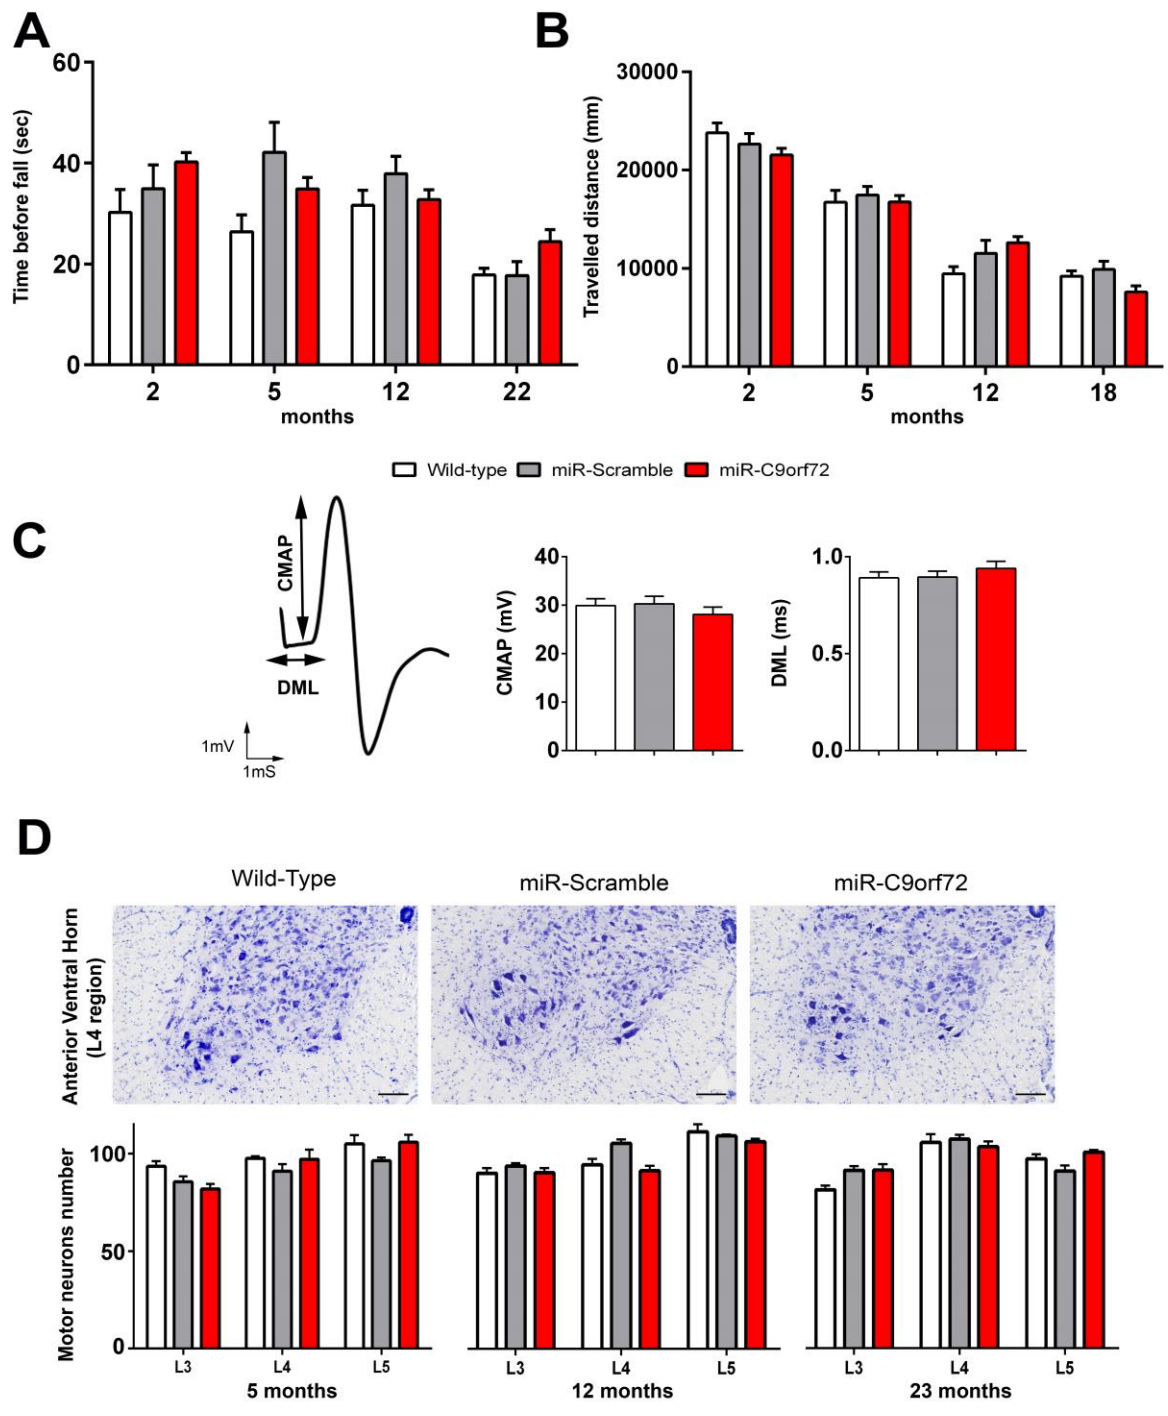 A
B
Time before fall (sec)
60
40
20
0
2 5 12 22
months
Travelled distance (mm)
30000
20000
10000
0
2 5 12 18
months
Wild-type miR-Scramble miR-C9orf72
C
CMAP
DML
1mV
1mS
CMAP (mV)
40
30
20
10
0
DML (ms)
1.0
0.5
0.0
D
Wild-Type miR-Scramble miR-C9orf72
Anterior Ventral Horn
(L4 region)
Motor neurons number
100
50
0
L3 L4 L5
5 months
L3 L4 L5
12 months
L3 L4 L5
23 months